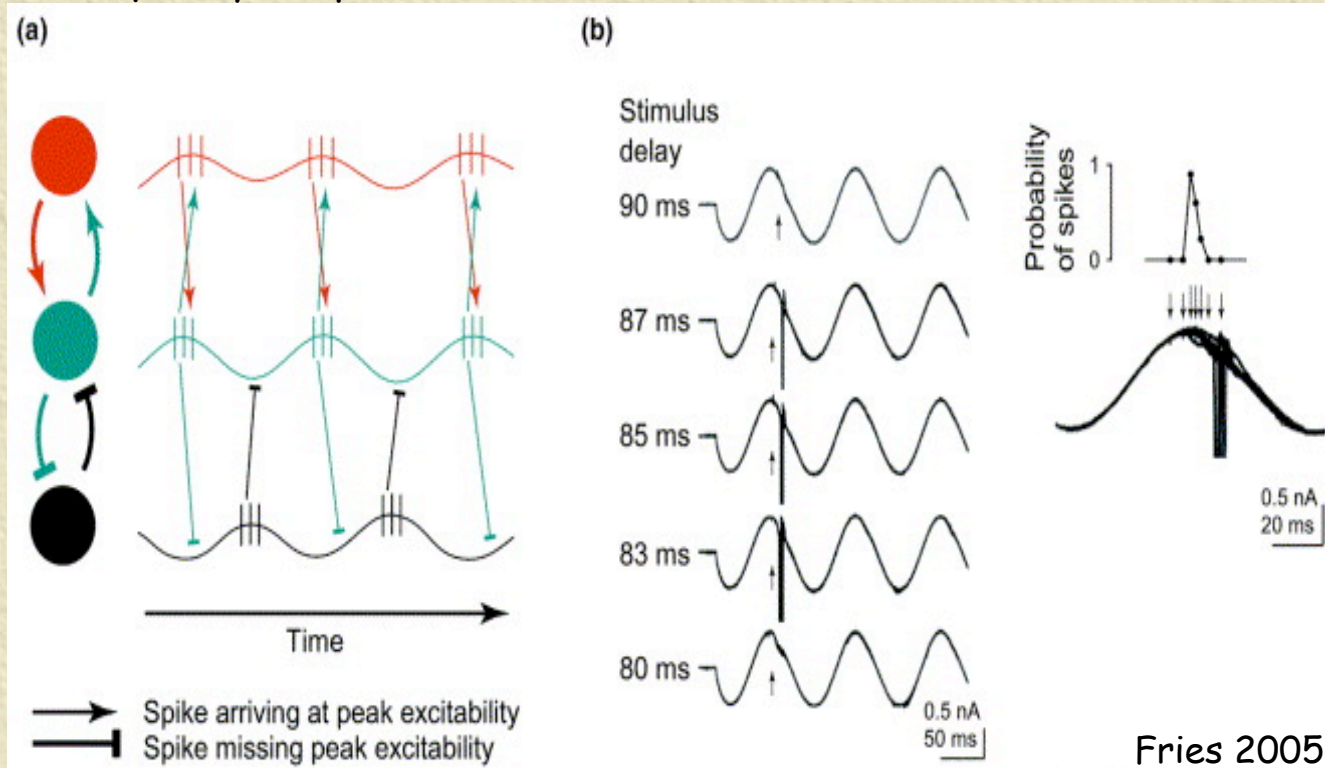 (a)
(b)
Stimulus
delay
90 ms
87 ms
85 ms
83 ms
80 ms
0.5 nA
50 ms
Probability
of spikes
1
0
0.5 nA
20 ms
Time
Spike arriving at peak excitability
Spike missing peak excitability
Fries 2005